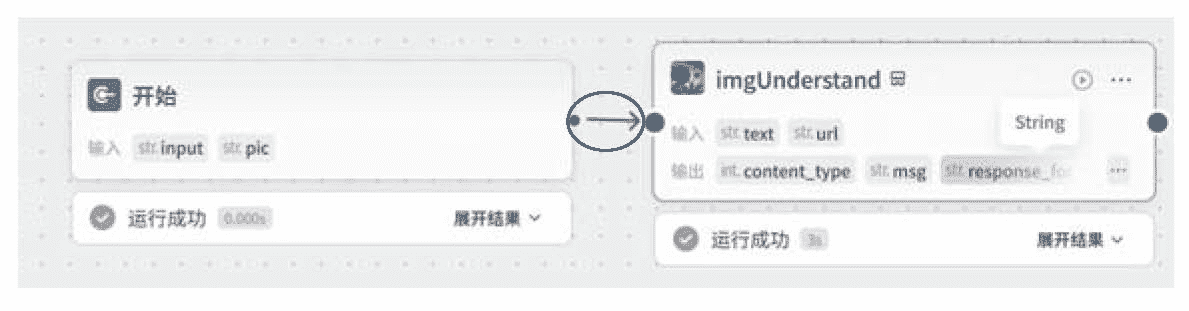 开始
输入 str.input str.pic
运行成功 0.000s 展开结果
imgUnderstand
String
输入 str.text str.url
输出 int.content_type str.msg str.response_fo ...
运行成功 3s 展开结果